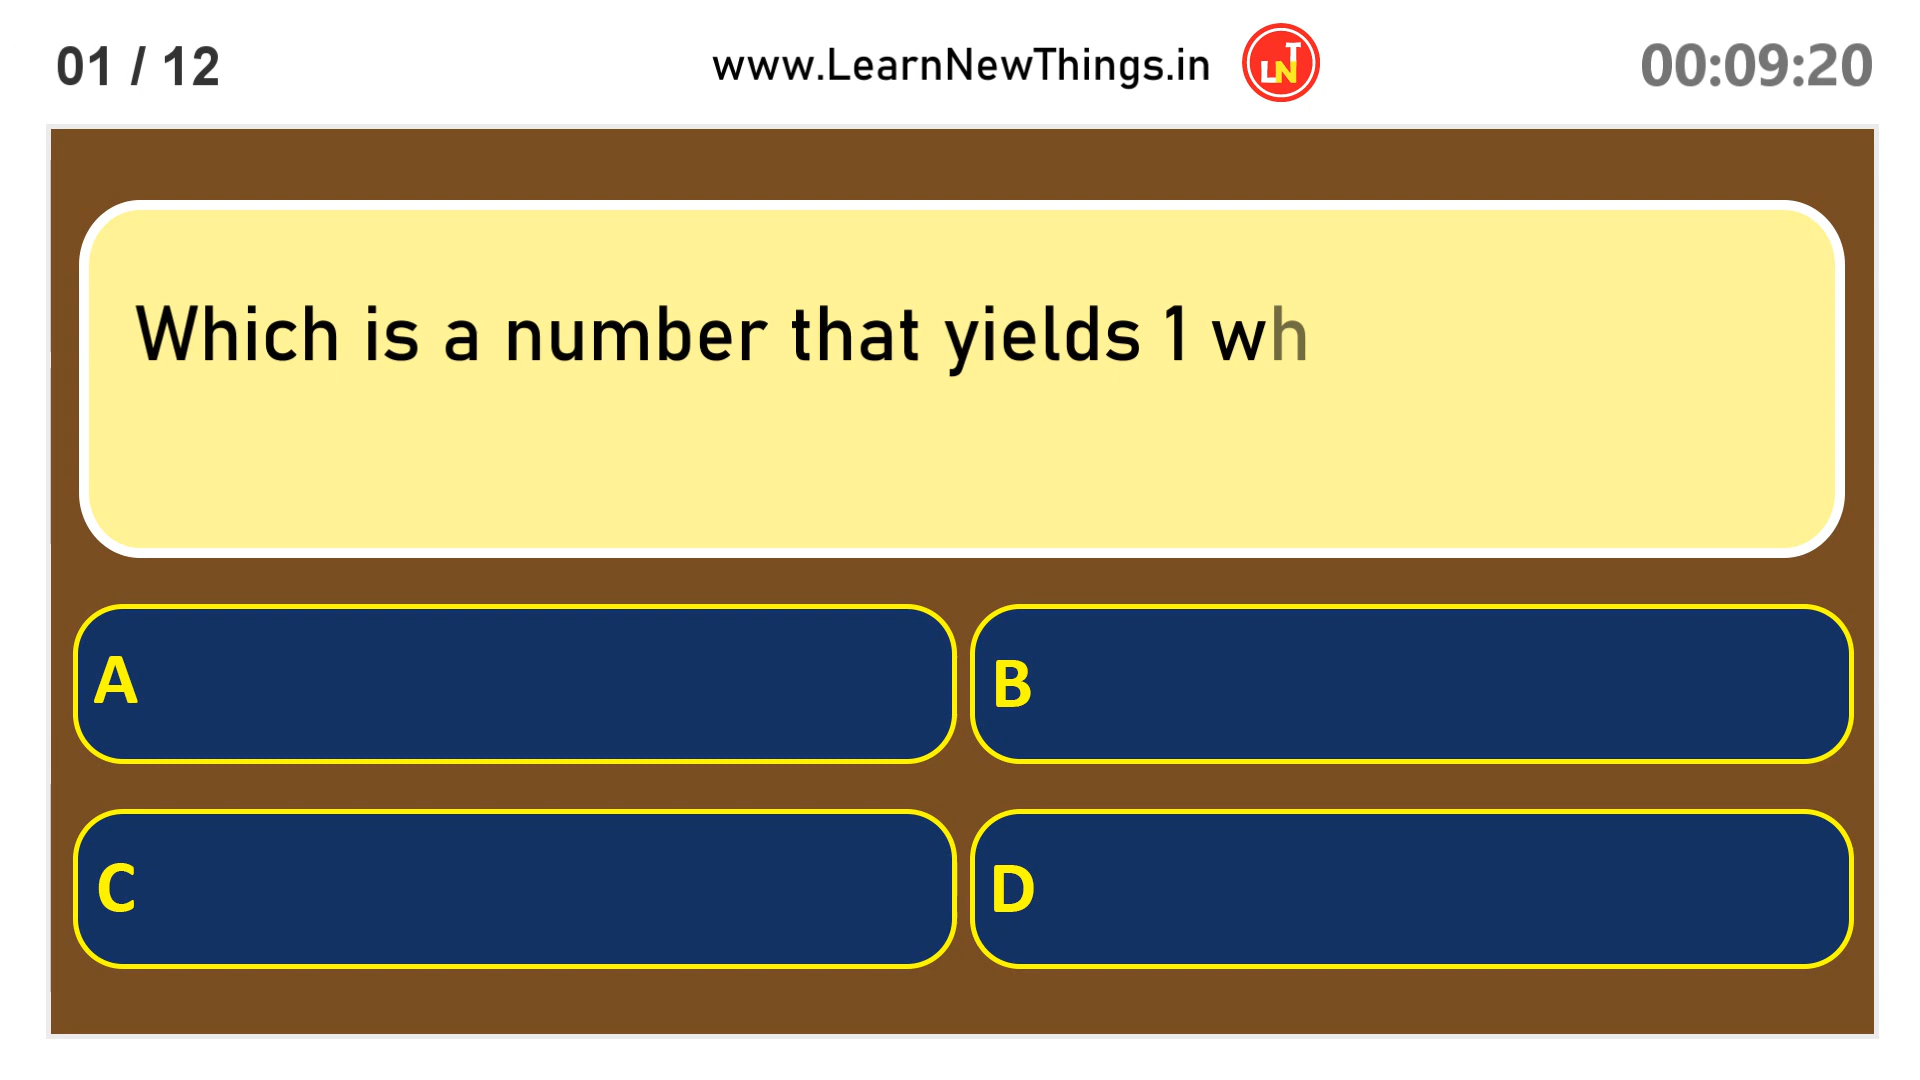 01 / 12
www.LearnNewThings.in
LNT
00:09:20
Which is a number that yields 1 wh
A
B
C
D